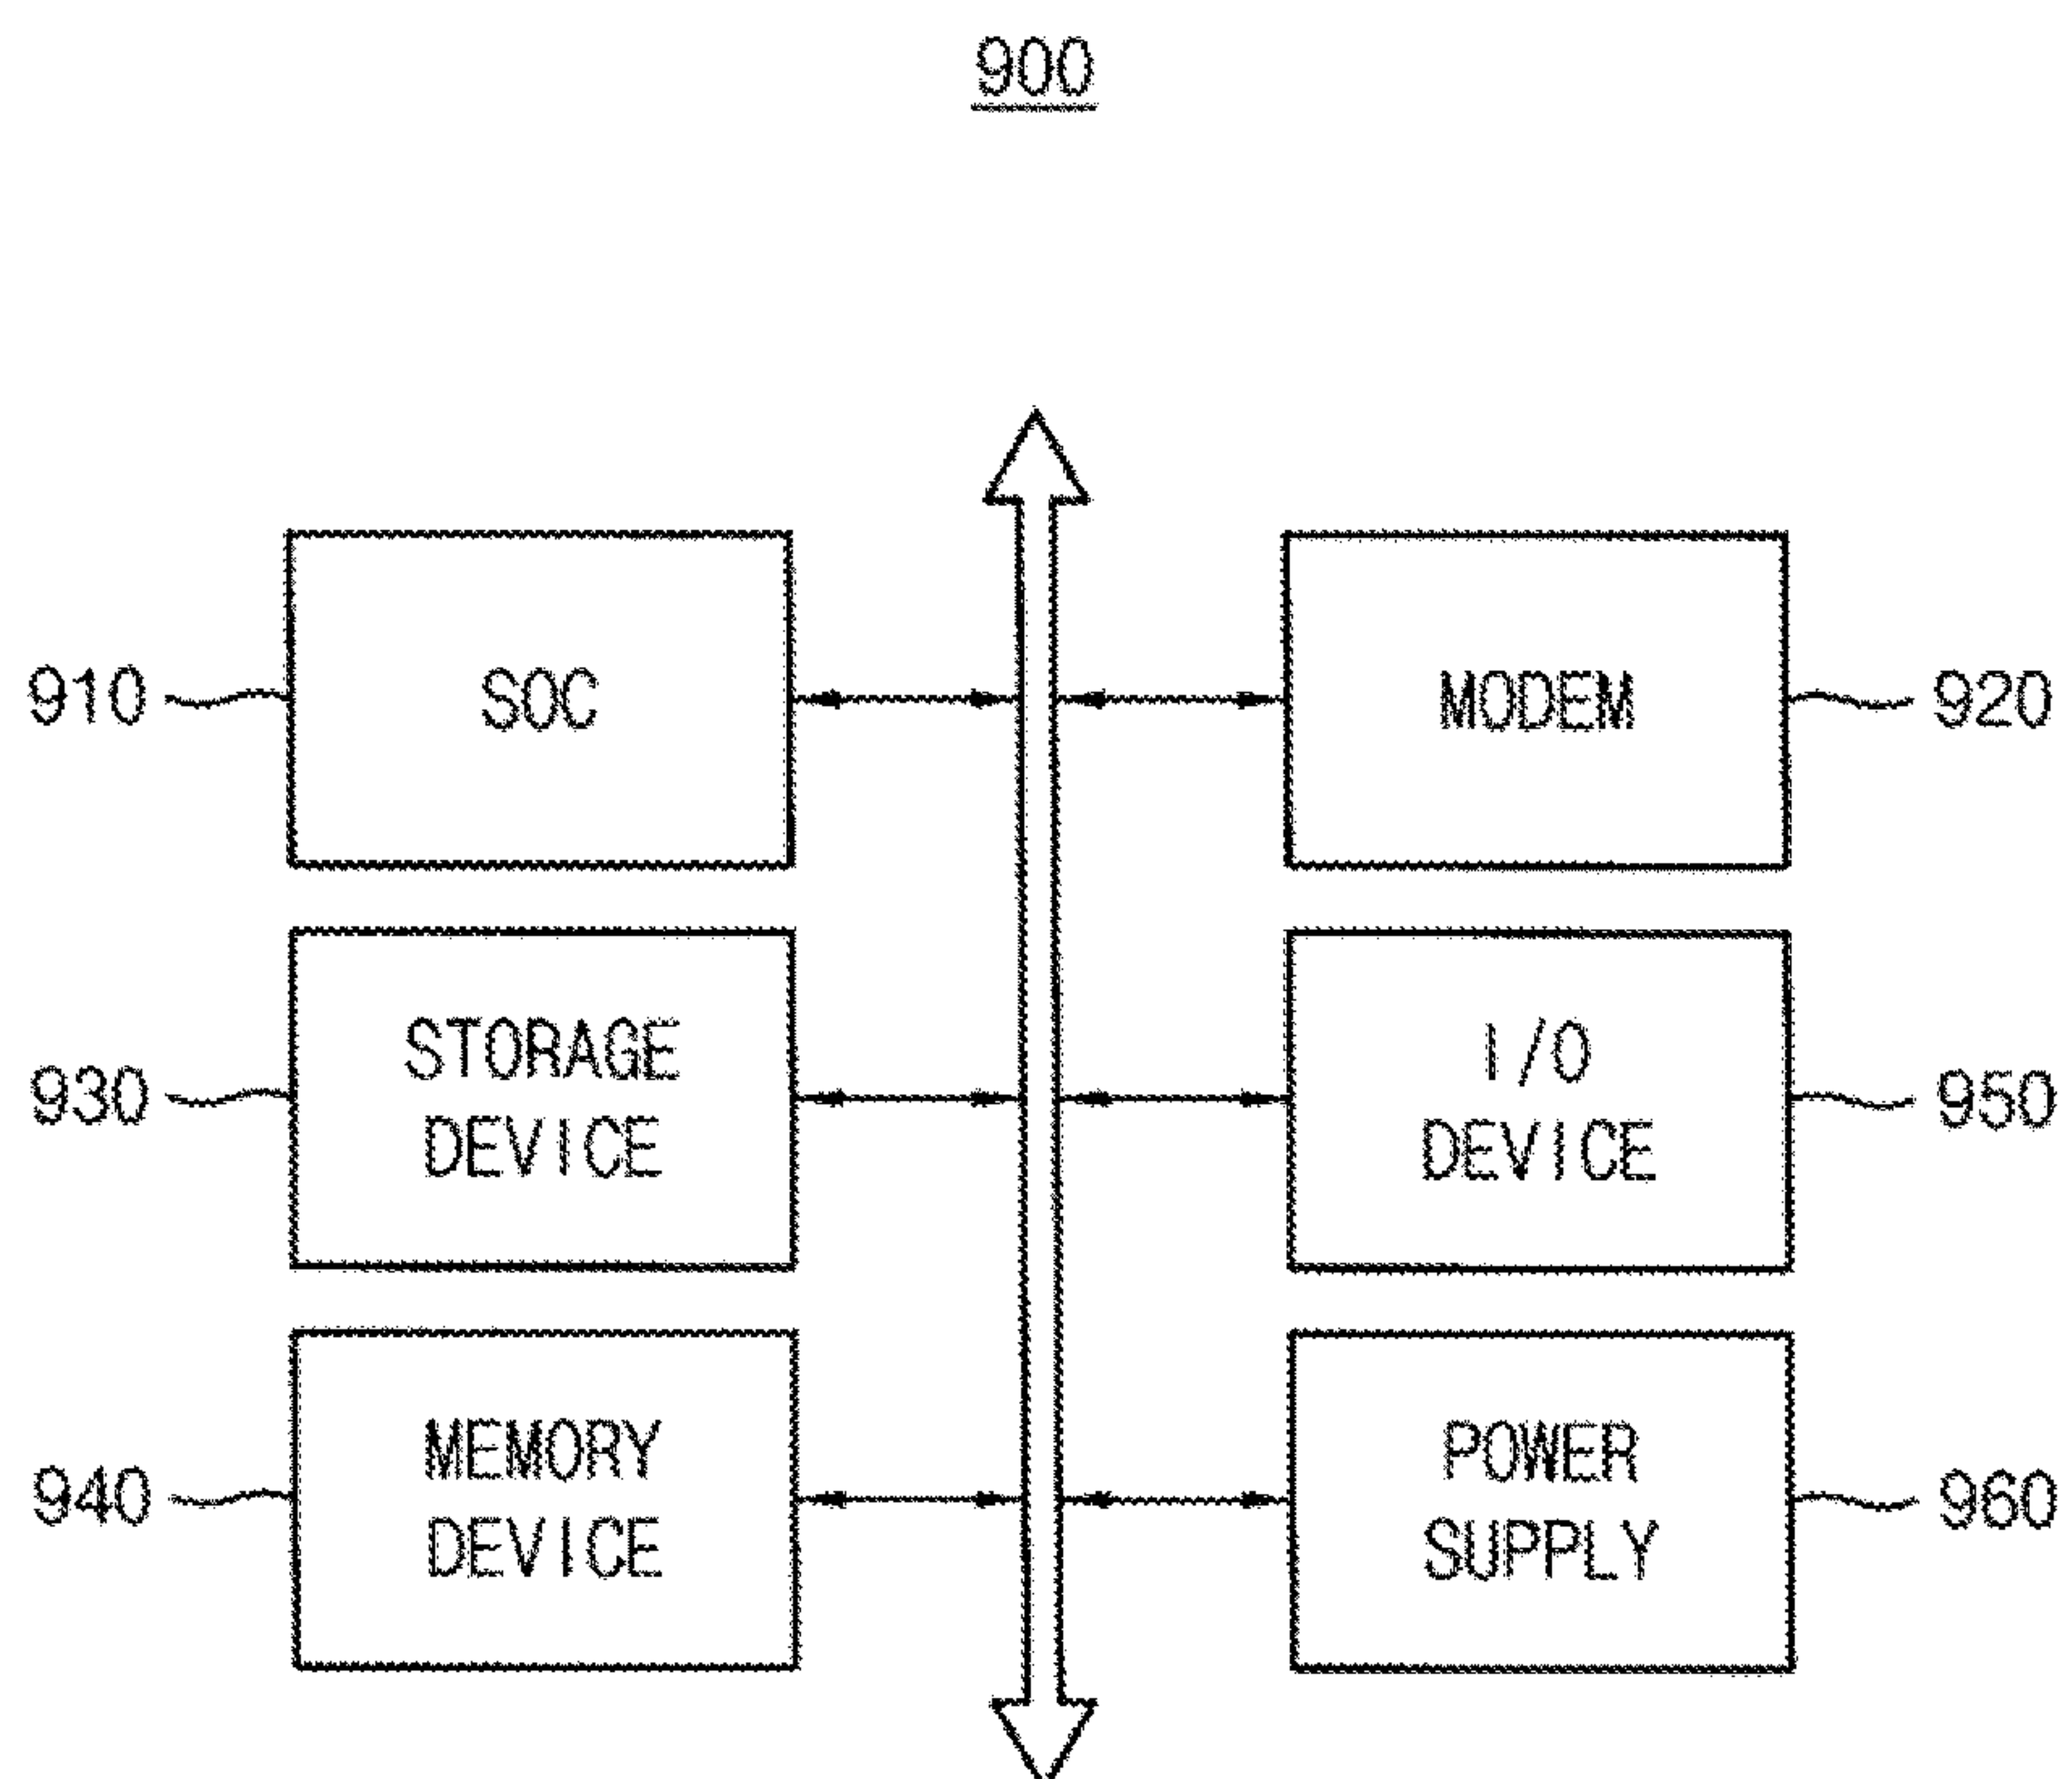 900
910
SOC
MODEM
920
930
STORAGE
DEVICE
I/O
DEVICE
950
940
MEMORY
DEVICE
POWER
SUPPLY
960